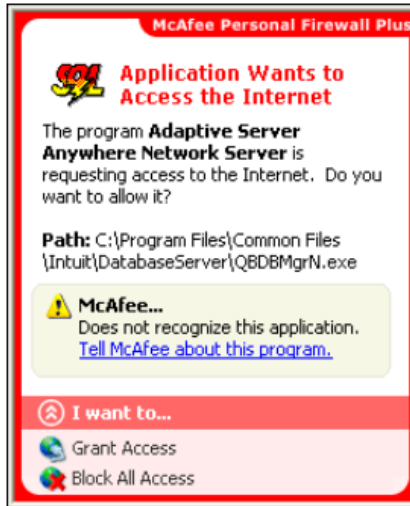 McAfee Personal Firewall Plus
SQL
Application Wants to
Access the Internet
The program Adaptive Server
Anywhere Network Server is
requesting access to the Internet.  Do you
want to allow it?
Path: C:\Program Files\Common Files
\Intuit\DatabaseServer\QBDBMgrN.exe
McAfee...
Does not recognize this application.
Tell McAfee about this program.
I want to...
Grant Access
Block All Access